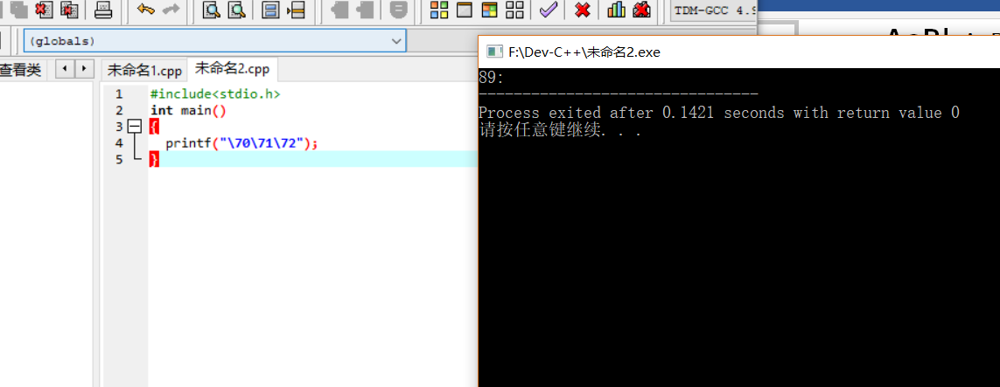 TDM-GCC 4.9
(globals)
查看类
未命名1.cpp
未命名2.cpp
1 #include<stdio.h>
2 int main()
3 {
4 printf("\70\71\72");
5 }
F:\Dev-C++\未命名2.exe
89:
--------------------------------
Process exited after 0.1421 seconds with return value 0
请按任意键继续. . .